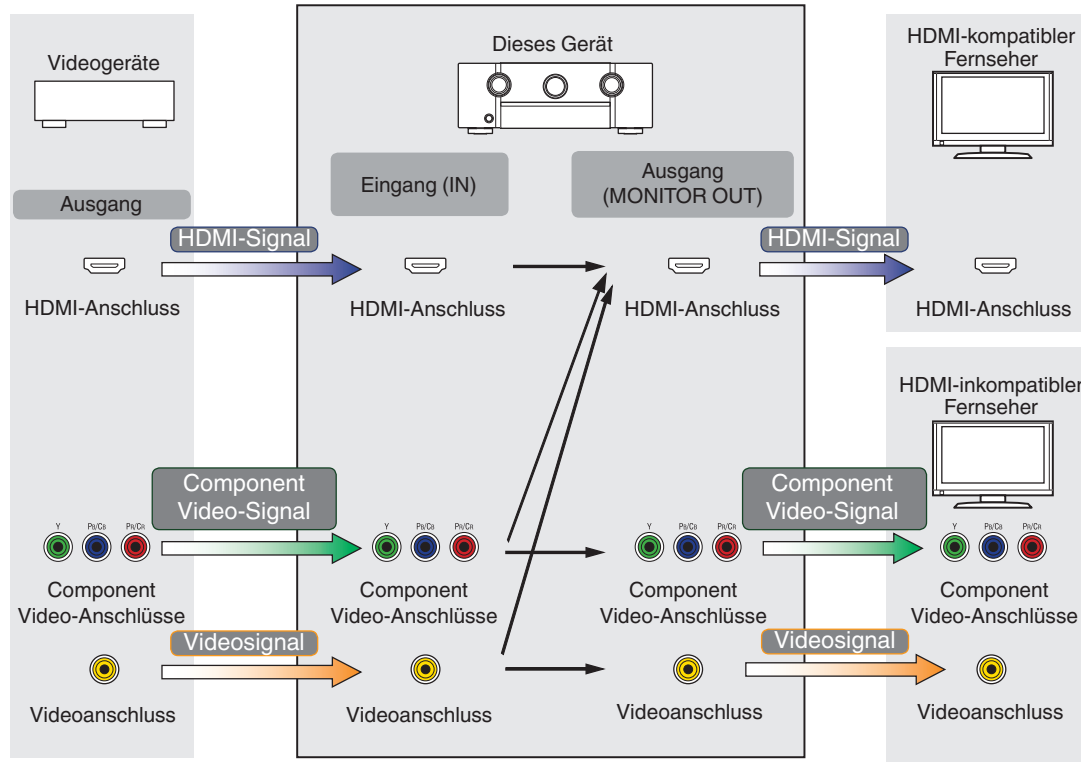 Videogeräte
Dieses Gerät
HDMI-kompatibler
Fernseher
Ausgang
Eingang (IN)
Ausgang
(MONITOR OUT)
HDMI-Signal
HDMI-Signal
HDMI-Anschluss
HDMI-Anschluss
HDMI-Anschluss
HDMI-Anschluss
HDMI-inkompatibler
Fernseher
Component
Video-Signal
Component
Video-Signal
Y PB/CB PR/CR
Y PB/CB PR/CR
Y PB/CB PR/CR
Y PB/CB PR/CR
Component
Video-Anschlüsse
Component
Video-Anschlüsse
Component
Video-Anschlüsse
Component
Video-Anschlüsse
Videosignal
Videosignal
Videoanschluss
Videoanschluss
Videoanschluss
Videoanschluss